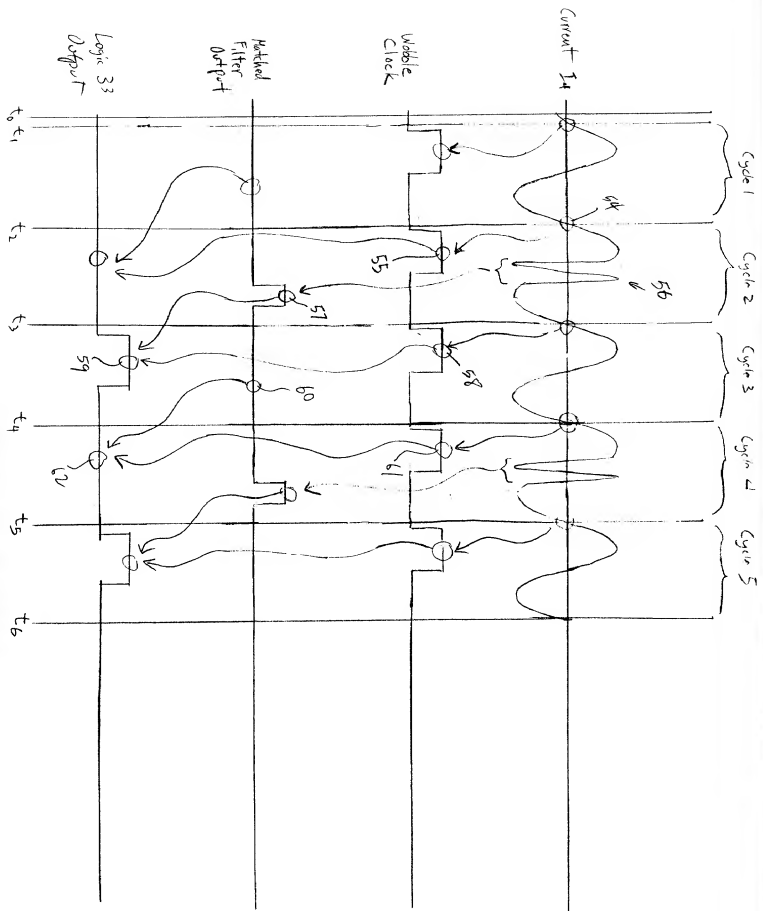 Cycle 1
Cycle 2
Cycle 3
Cycle 4
Cycle 5
Current I4
54
56
Wobble
Clock
55
58
61
Matched
Filter
Output
57
60
Logic 33
Output
59
62
t0
t1
t2
t3
t4
t5
t6